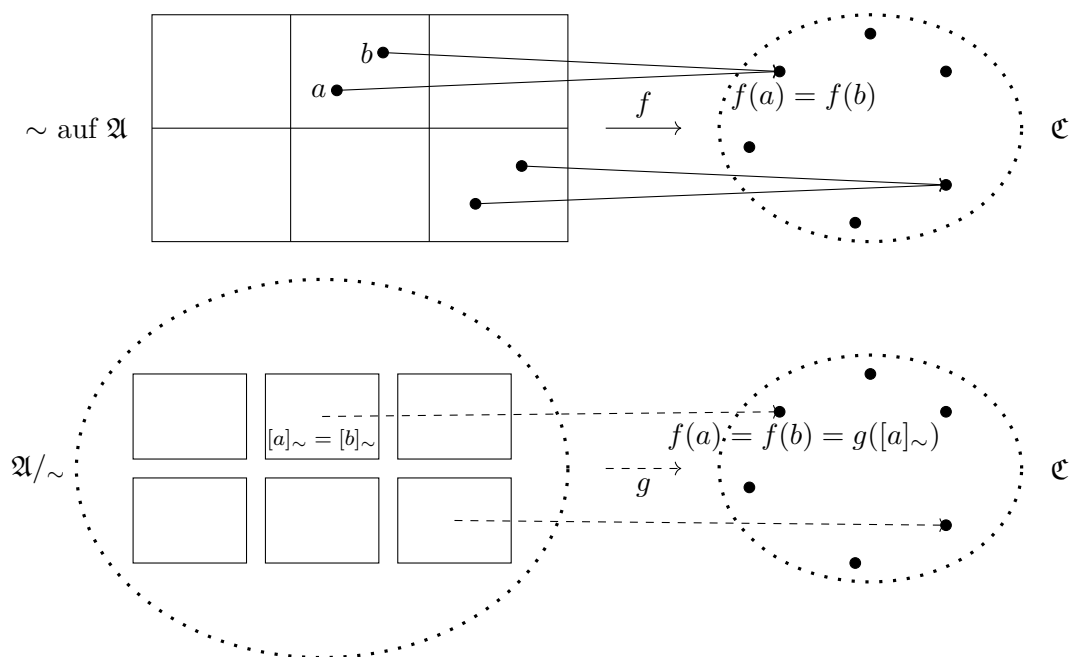 b
a
f
f(a) = f(b)
∼ auf 𝔄
ℭ
[a]∼ = [b]∼
f(a) = f(b) = g([a]∼)
𝔄/∼
g
ℭ